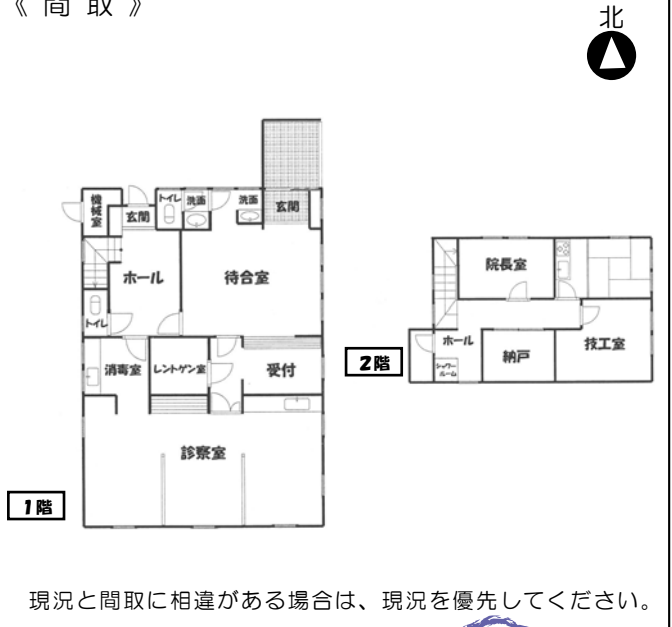 《 間 取 》
北
機械室
玄関
トイレ
洗面
洗面
玄関
ホール
待合室
トイレ
消毒室
レントゲン室
受付
診察室
1階
院長室
ホール
シャワールーム
納戸
技工室
2階
現況と間取に相違がある場合は、現況を優先してください。